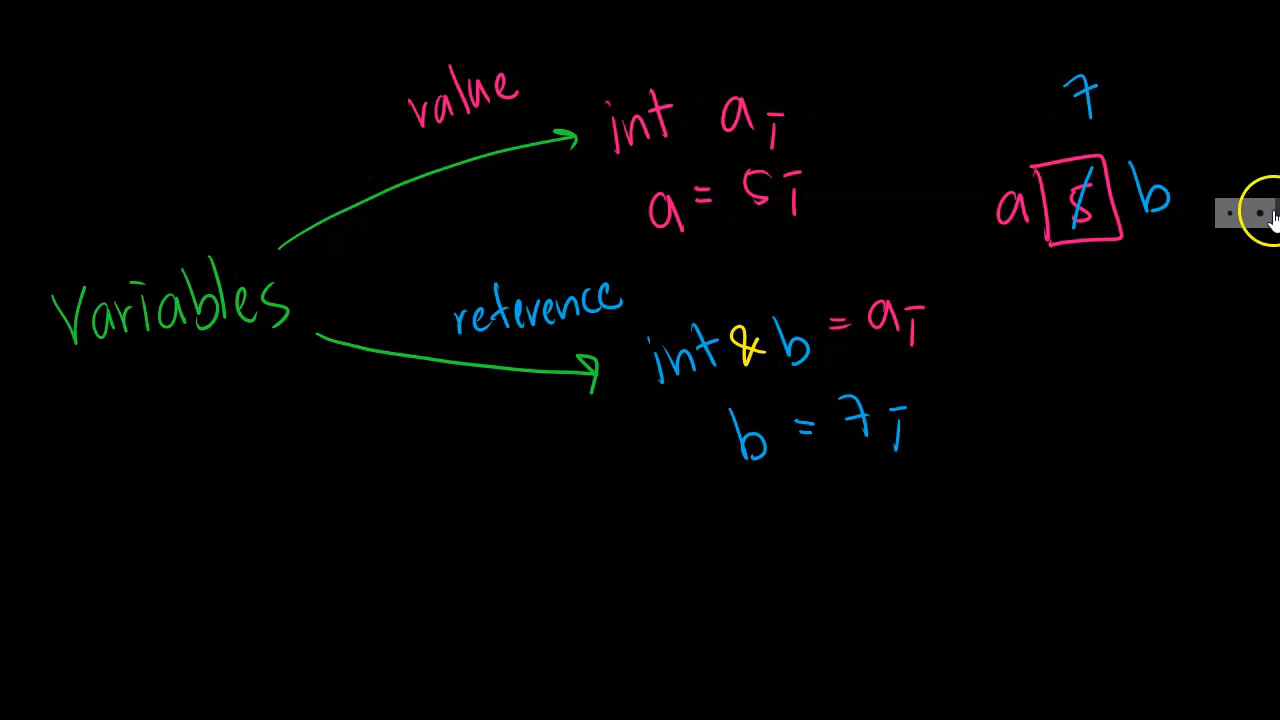 value
int a;
a = 5;
7
a 5 b
Variables
reference
int & b = a;
b = 7;